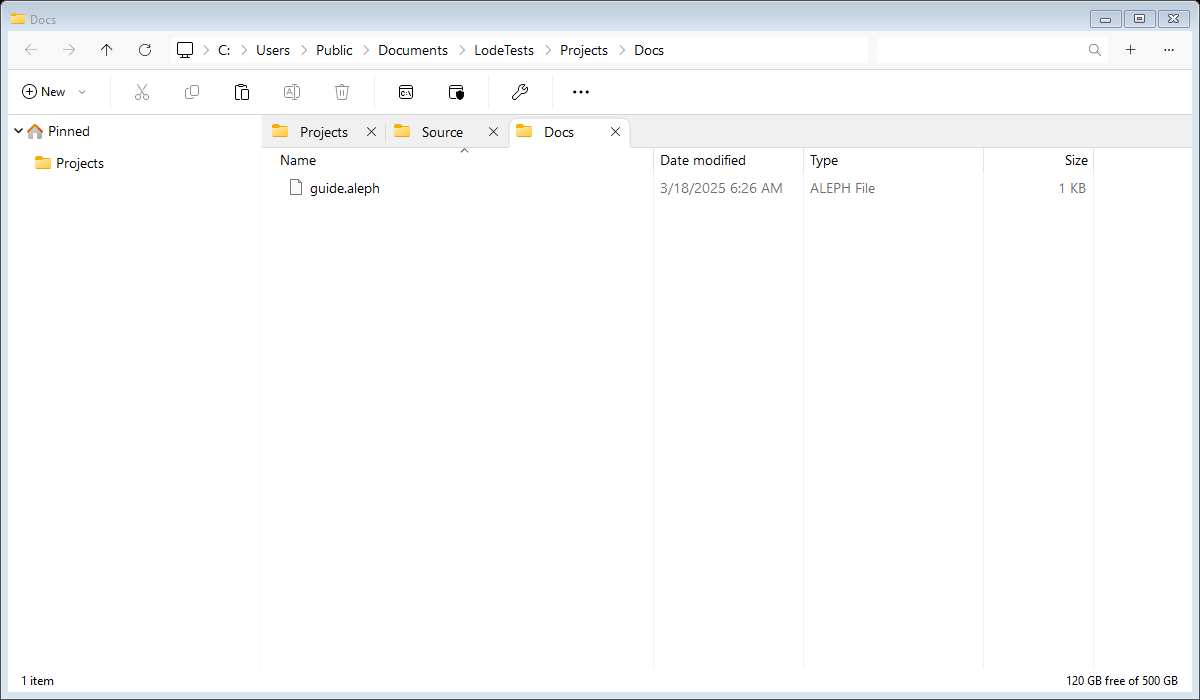 Docs
C: Users Public Documents LodeTests Projects Docs
New
Pinned
Projects
Projects Source Docs
Name Date modified Type Size
guide.aleph 3/18/2025 6:26 AM ALEPH File 1 KB
1 item 120 GB free of 500 GB